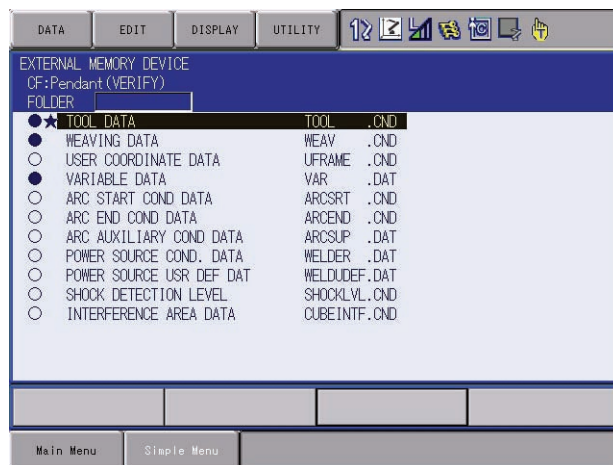 DATA EDIT DISPLAY UTILITY
EXTERNAL MEMORY DEVICE
CF:Pendant(VERIFY)
FOLDER
TOOL DATA TOOL .CND
WEAVING DATA WEAV .CND
USER COORDINATE DATA UFRAME .CND
VARIABLE DATA VAR .DAT
ARC START COND DATA ARCSRT .CND
ARC END COND DATA ARCEND .CND
ARC AUXILIARY COND DATA ARCSUP .DAT
POWER SOURCE COND. DATA WELDER .DAT
POWER SOURCE USR DEF DAT WELDUDEF.DAT
SHOCK DETECTION LEVEL SHOCKLVL.CND
INTERFERENCE AREA DATA CUBEINTF.CND
Main Menu Simple Menu